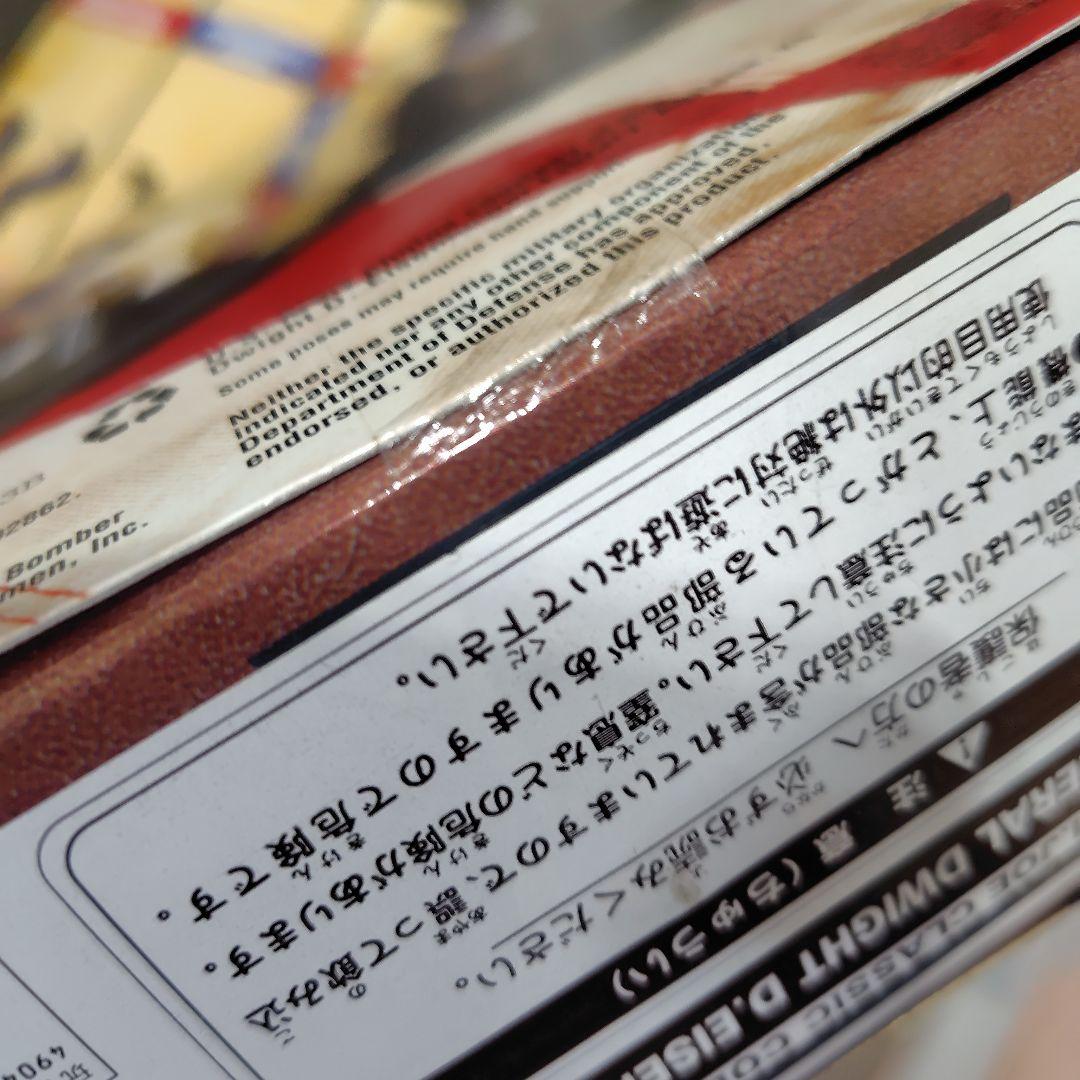 Dwight D.
Some poses may require hand
Neither the specific military
indicated nor any other component of the
Department of Defense has approved,
endorsed, or authorized this product.
Bomber
Inc.
CLASSIC
DWIGHT D.EISE
注 意 (ちゅうい)
保護者の方へ 必ずお読みください。
品には小さな部品が含まれていますので、誤って飲み込
まないように注意して下さい。窒息などの危険があります。
機能上、とがっている部品がありますので危険です。
使用目的以外は絶対に遊ばないで下さい。